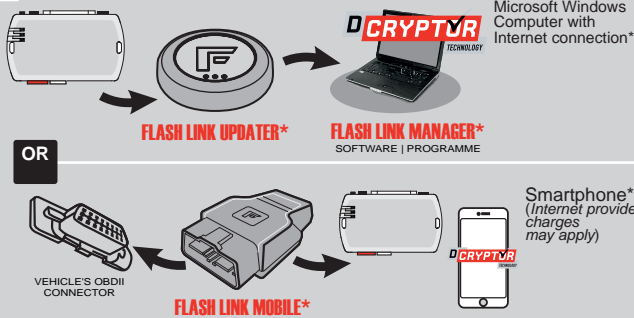 Microsoft Windows
Computer with
Internet connection*
DCRYPTOR
TECHNOLOGY
FLASH LINK UPDATER*
FLASH LINK MANAGER*
SOFTWARE | PROGRAMME
OR
Smartphone*
(Internet provide
charges
may apply)
DCRYPTOR
TECHNOLOGY
VEHICLE'S OBDII
CONNECTOR
FLASH LINK MOBILE*